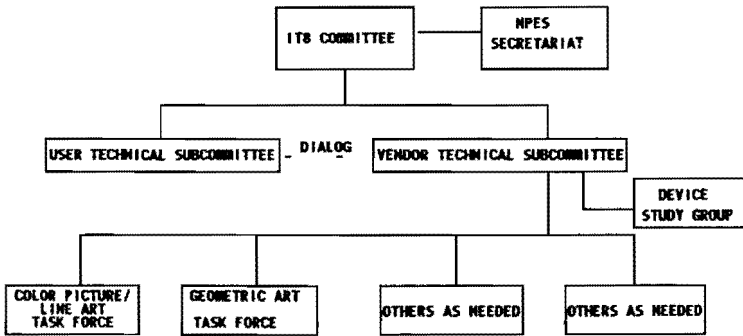 IT8 COMMITTEE
NPES
SECRETARIAT
USER TECHNICAL SUBCOMMITTEE
DIALOG
VENDOR TECHNICAL SUBCOMMITTEE
DEVICE
STUDY GROUP
COLOR PICTURE/
LINE ART
TASK FORCE
GEOMETRIC ART
TASK FORCE
OTHERS AS NEEDED
OTHERS AS NEEDED